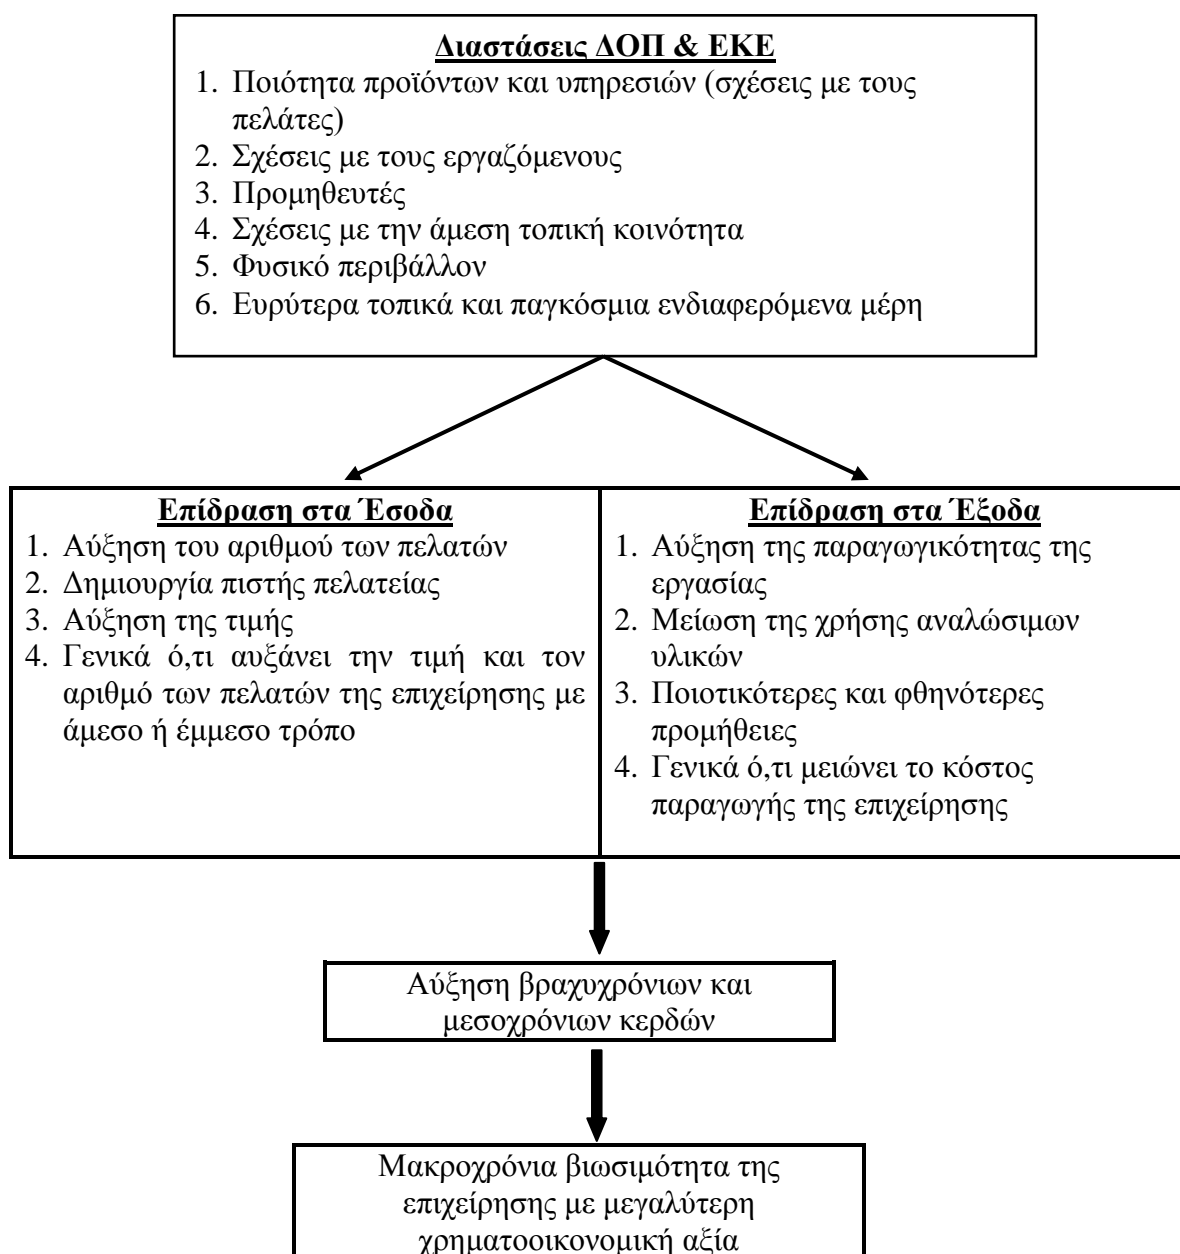 Διαστάσεις ΔΟΠ & ΕΚΕ
1. Ποιότητα προϊόντων και υπηρεσιών (σχέσεις με τους
πελάτες)
2. Σχέσεις με τους εργαζόμενους
3. Προμηθευτές
4. Σχέσεις με την άμεση τοπική κοινότητα
5. Φυσικό περιβάλλον
6. Ευρύτερα τοπικά και παγκόσμια ενδιαφερόμενα μέρη
Επίδραση στα Έσοδα
1. Αύξηση του αριθμού των πελατών
2. Δημιουργία πιστής πελατείας
3. Αύξηση της τιμής
4. Γενικά ό,τι αυξάνει την τιμή και τον
αριθμό των πελατών της επιχείρησης με
άμεσο ή έμμεσο τρόπο
Επίδραση στα Έξοδα
1. Αύξηση της παραγωγικότητας της
εργασίας
2. Μείωση της χρήσης αναλώσιμων
υλικών
3. Ποιοτικότερες και φθηνότερες
προμήθειες
4. Γενικά ό,τι μειώνει το κόστος
παραγωγής της επιχείρησης
Αύξηση βραχυχρόνιων και
μεσοχρόνιων κερδών
Μακροχρόνια βιωσιμότητα της
επιχείρησης με μεγαλύτερη
χρηματοοικονομική αξία